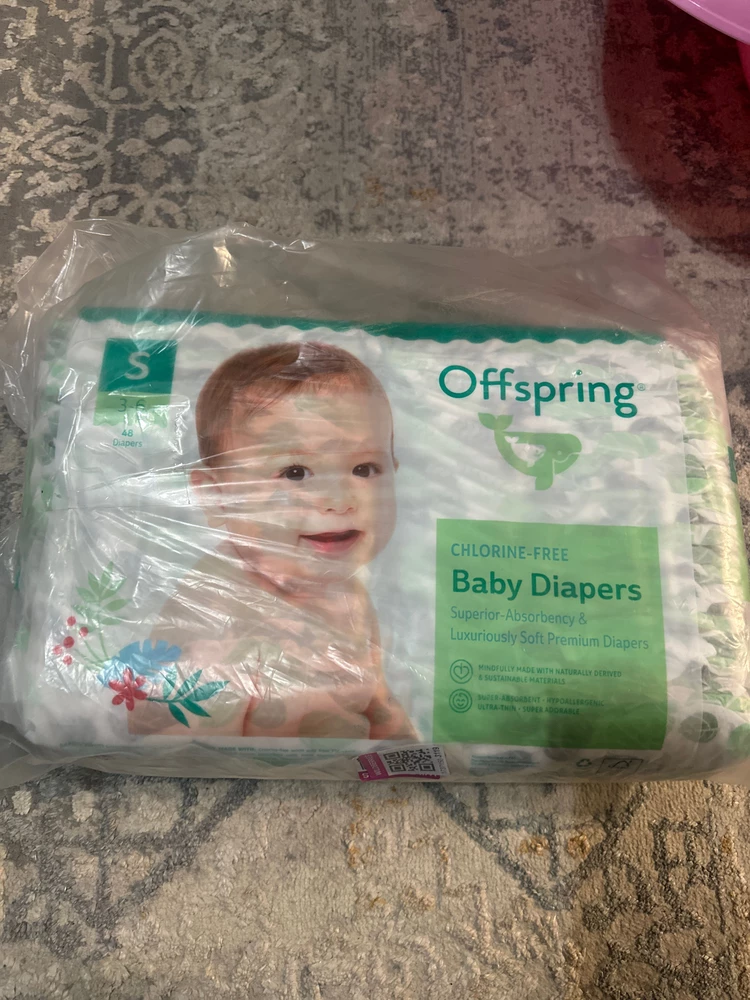 S
3-6
48
Diapers
Offspring
CHLORINE-FREE
Baby Diapers
Superior-Absorbency &
Luxuriously Soft Premium Diapers
MINDFULLY MADE WITH NATURALLY DERIVED
& SUSTAINABLE MATERIALS
SUPER-ABSORBENT · HYPOALLERGENIC
ULTRA-THIN · SUPER ADORABLE